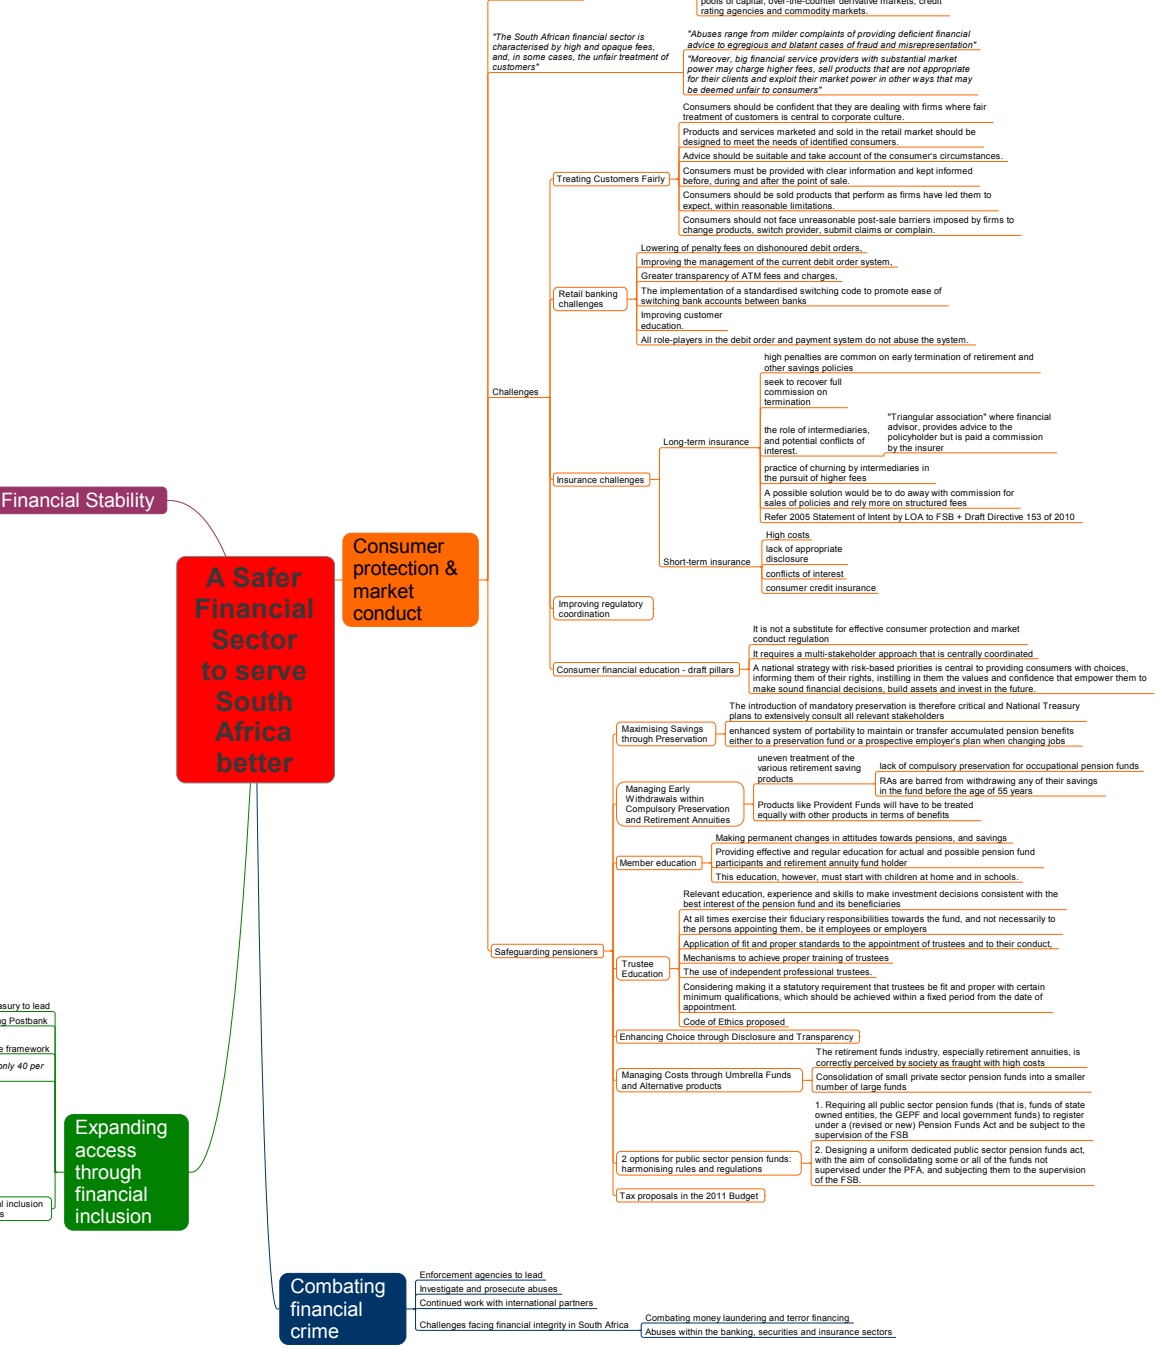 pools of capital, over-the-counter derivative markets, credit
rating agencies and commodity markets.
"The South African financial sector is
characterised by high and opaque fees,
and, in some cases, the unfair treatment of
customers"
"Abuses range from milder complaints of providing deficient financial
advice to egregious and blatant cases of fraud and misrepresentation"
"Moreover, big financial service providers with substantial market
power may charge higher fees, sell products that are not appropriate
for their clients and exploit their market power in other ways that may
be deemed unfair to consumers"
Challenges
Treating Customers Fairly
Consumers should be confident that they are dealing with firms where fair
treatment of customers is central to corporate culture.
Products and services marketed and sold in the retail market should be
designed to meet the needs of identified consumers.
Advice should be suitable and take account of the consumer's circumstances.
Consumers must be provided with clear information and kept informed
before, during and after the point of sale.
Consumers should be sold products that perform as firms have led them to
expect, within reasonable limitations.
Consumers should not face unreasonable post-sale barriers imposed by firms to
change products, switch provider, submit claims or complain.
Retail banking
challenges
Lowering of penalty fees on dishonoured debit orders,
Improving the management of the current debit order system,
Greater transparency of ATM fees and charges,
The implementation of a standardised switching code to promote ease of
switching bank accounts between banks
Improving customer
education.
All role-players in the debit order and payment system do not abuse the system.
Insurance challenges
Long-term insurance
high penalties are common on early termination of retirement and
other savings policies
seek to recover full
commission on
termination
the role of intermediaries,
and potential conflicts of
interest.
"Triangular association" where financial
advisor, provides advice to the
policyholder but is paid a commission
by the insurer
practice of churning by intermediaries in
the pursuit of higher fees
A possible solution would be to do away with commission for
sales of policies and rely more on structured fees
Refer 2005 Statement of Intent by LOA to FSB + Draft Directive 153 of 2010
Short-term insurance
High costs
lack of appropriate
disclosure
conflicts of interest
consumer credit insurance
Improving regulatory
coordination
Consumer financial education - draft pillars
It is not a substitute for effective consumer protection and market
conduct regulation
It requires a multi-stakeholder approach that is centrally coordinated
A national strategy with risk-based priorities is central to providing consumers with choices,
informing them of their rights, instilling in them the values and confidence that empower them to
make sound financial decisions, build assets and invest in the future.
Financial Stability
A Safer
Financial
Sector
to serve
South
Africa
better
Consumer
protection &
market
conduct
Safeguarding pensioners
Maximising Savings
through Preservation
The introduction of mandatory preservation is therefore critical and National Treasury
plans to extensively consult all relevant stakeholders
enhanced system of portability to maintain or transfer accumulated pension benefits
either to a preservation fund or a prospective employer's plan when changing jobs
Managing Early
Withdrawals within
Compulsory Preservation
and Retirement Annuities
uneven treatment of the
various retirement saving
products
lack of compulsory preservation for occupational pension funds
RAs are barred from withdrawing any of their savings
in the fund before the age of 55 years
Products like Provident Funds will have to be treated
equally with other products in terms of benefits
Member education
Making permanent changes in attitudes towards pensions, and savings
Providing effective and regular education for actual and possible pension fund
participants and retirement annuity fund holder
This education, however, must start with children at home and in schools.
Trustee
Education
Relevant education, experience and skills to make investment decisions consistent with the
best interest of the pension fund and its beneficiaries
At all times exercise their fiduciary responsibilities towards the fund, and not necessarily to
the persons appointing them, be it employees or employers
Application of fit and proper standards to the appointment of trustees and to their conduct,
Mechanisms to achieve proper training of trustees
The use of independent professional trustees.
Considering making it a statutory requirement that trustees be fit and proper with certain
minimum qualifications, which should be achieved within a fixed period from the date of
appointment.
Code of Ethics proposed
Enhancing Choice through Disclosure and Transparency
Managing Costs through Umbrella Funds
and Alternative products
The retirement funds industry, especially retirement annuities, is
correctly perceived by society as fraught with high costs
Consolidation of small private sector pension funds into a smaller
number of large funds
2 options for public sector pension funds:
harmonising rules and regulations
1. Requiring all public sector pension funds (that is, funds of state
owned entities, the GEPF and local government funds) to register
under a (revised or new) Pension Funds Act and be subject to the
supervision of the FSB
2. Designing a uniform dedicated public sector pension funds act,
with the aim of consolidating some or all of the funds not
supervised under the PFA, and subjecting them to the supervision
of the FSB.
Tax proposals in the 2011 Budget
asury to lead
g Postbank
e framework
only 40 per
l inclusion
s
Expanding
access
through
financial
inclusion
Combating
financial
crime
Enforcement agencies to lead
Investigate and prosecute abuses
Continued work with international partners
Challenges facing financial integrity in South Africa
Combating money laundering and terror financing
Abuses within the banking, securities and insurance sectors